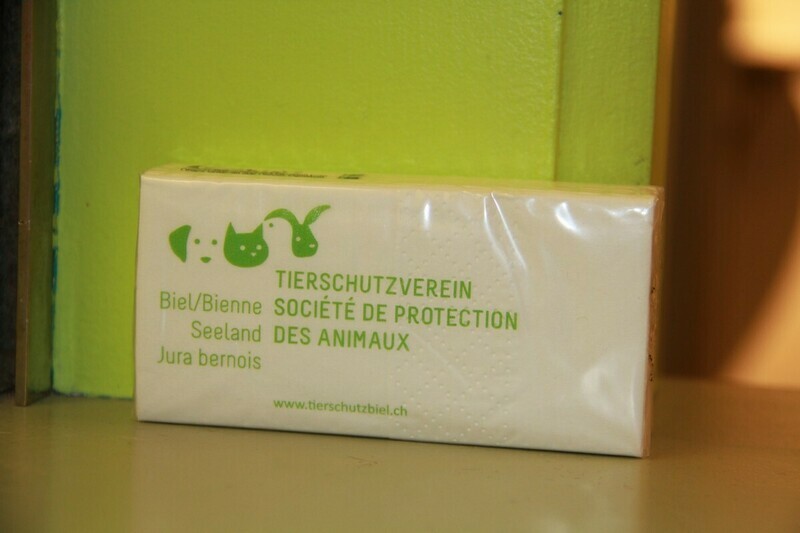 TIERSCHUTZVEREIN
Biel/Bienne SOCIÉTÉ DE PROTECTION
Seeland DES ANIMAUX
Jura bernois
www.tierschutzbiel.ch